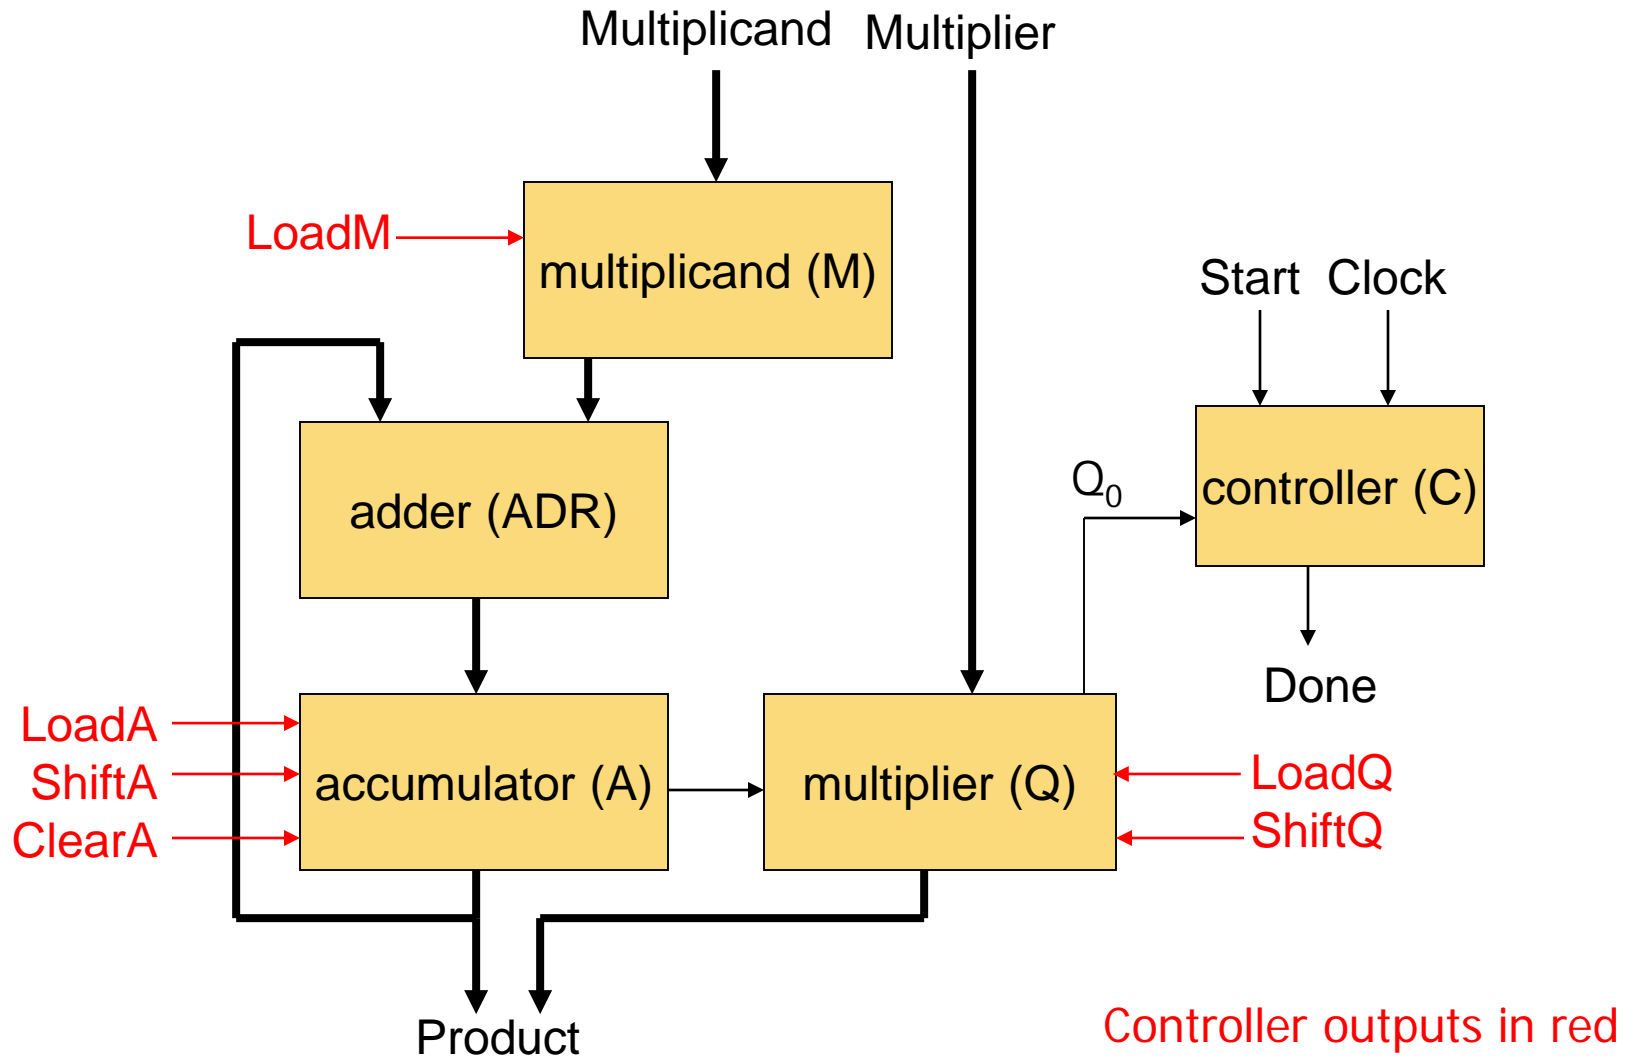 Multiplicand Multiplier
LoadM
multiplicand (M)
Start Clock
adder (ADR)
Q0
controller (C)
Done
LoadA
ShiftA
ClearA
accumulator (A)
multiplier (Q)
LoadQ
ShiftQ
Product
Controller outputs in red